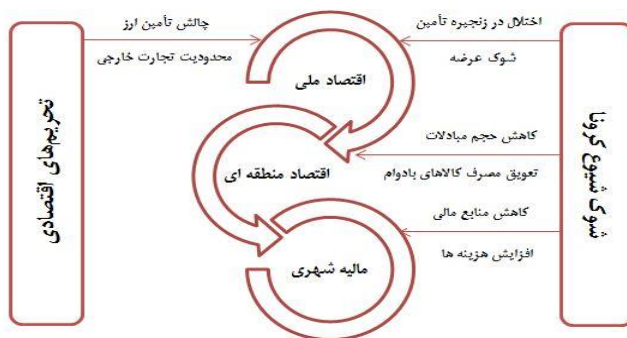 اختلال در زنجیره تأمین
شوک عرضه
چالش تأمین ارز
محدودیت تجارت خارجی
اقتصاد ملی
شوک شیوع کرونا
تحریم‌های اقتصادی
کاهش حجم مبادلات
تعویق مصرف کالاهای بادوام
اقتصاد منطقه ای
کاهش منابع مالی
افزایش هزینه ها
مالیه شهری